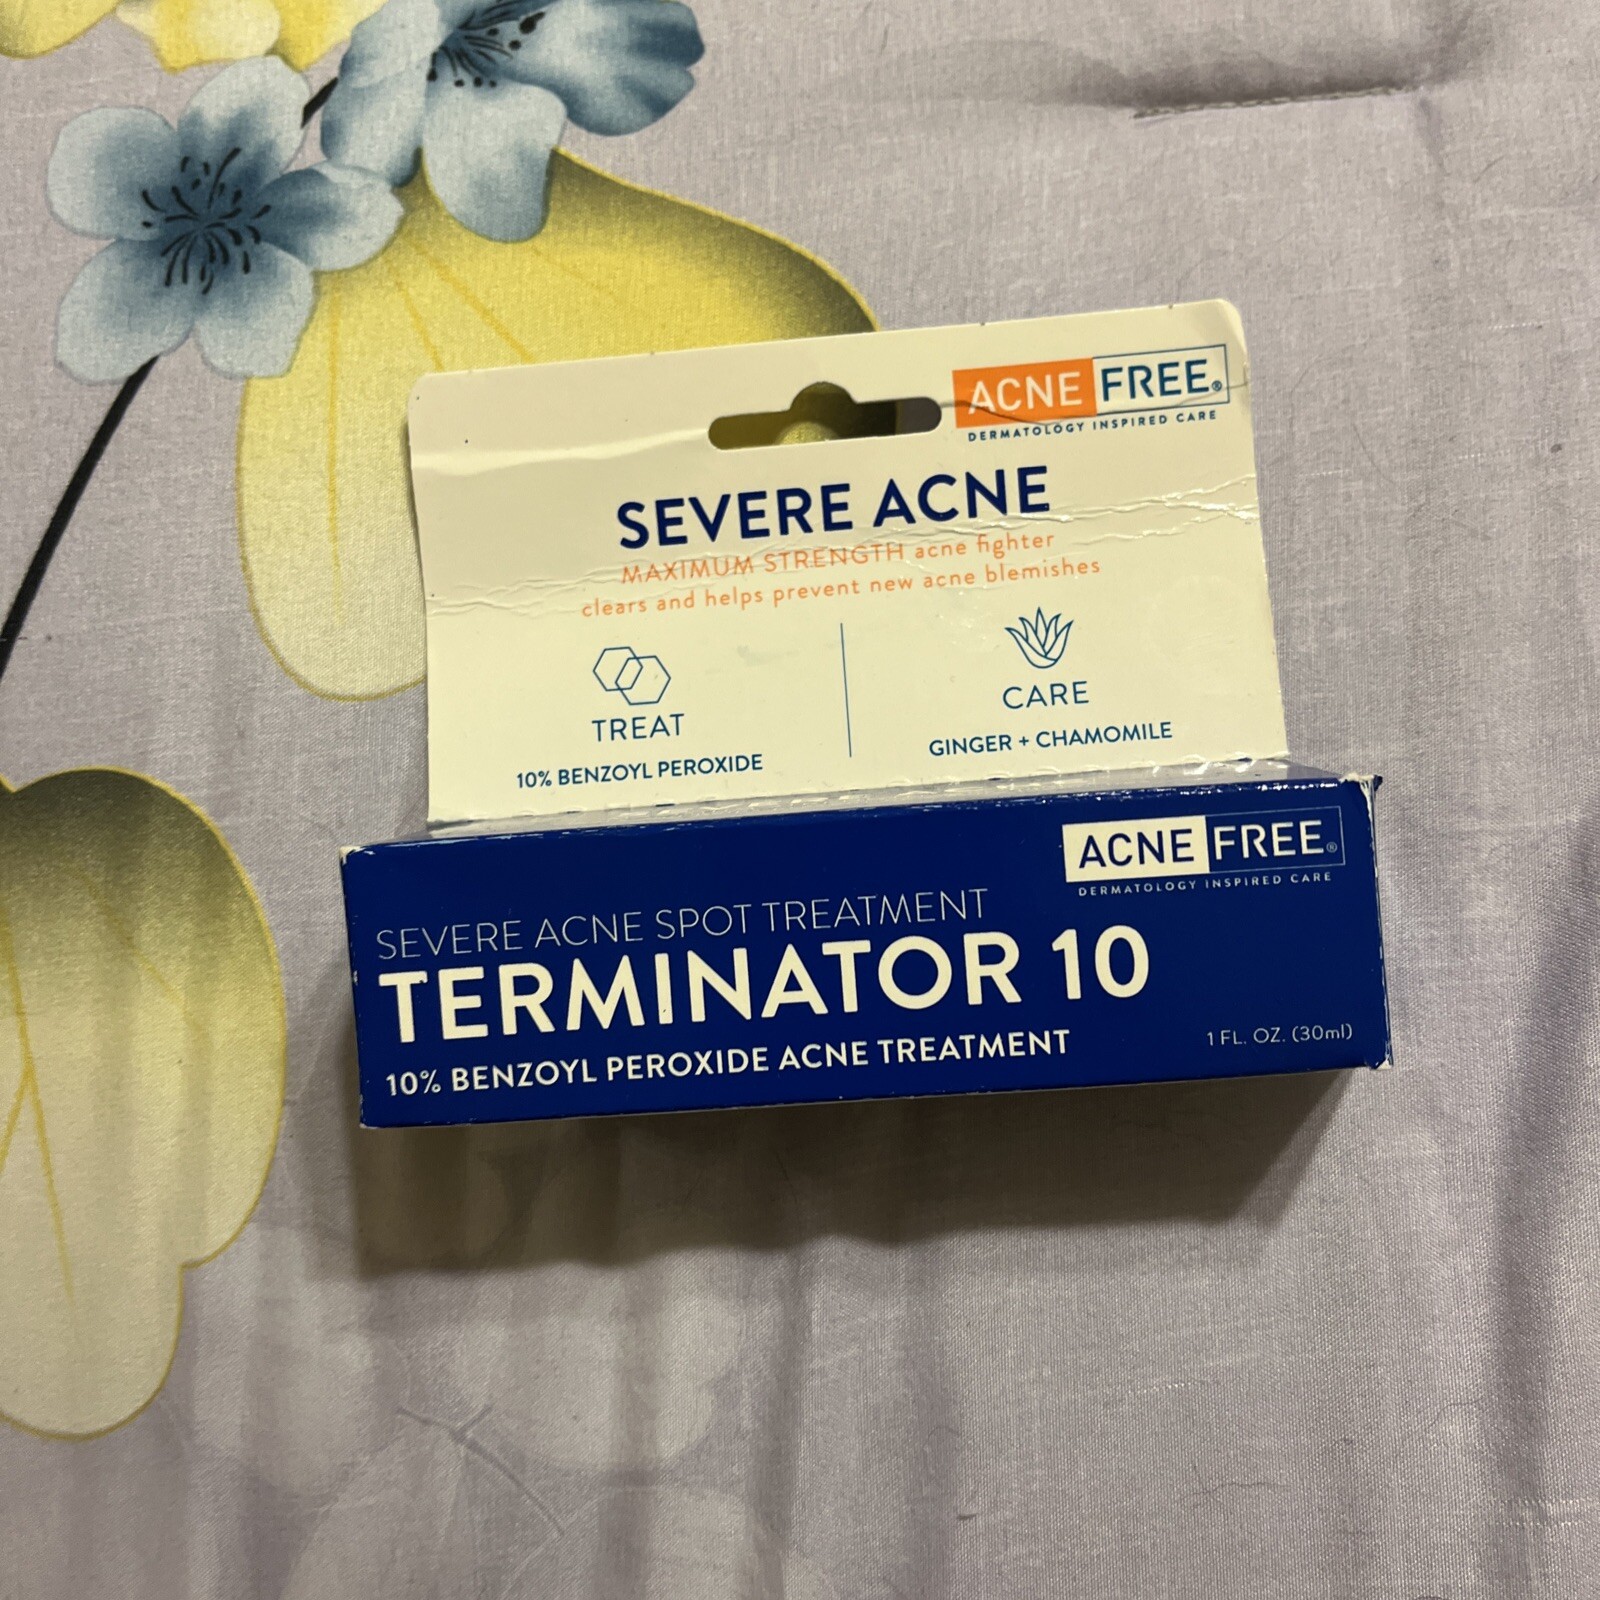 ACNE FREE®
DERMATOLOGY INSPIRED CARE
SEVERE ACNE
MAXIMUM STRENGTH acne fighter
clears and helps prevent new acne blemishes
TREAT
10% BENZOYL PEROXIDE
CARE
GINGER + CHAMOMILE
ACNE FREE®
DERMATOLOGY INSPIRED CARE
SEVERE ACNE SPOT TREATMENT
TERMINATOR 10
10% BENZOYL PEROXIDE ACNE TREATMENT
1 FL. OZ. (30ml)